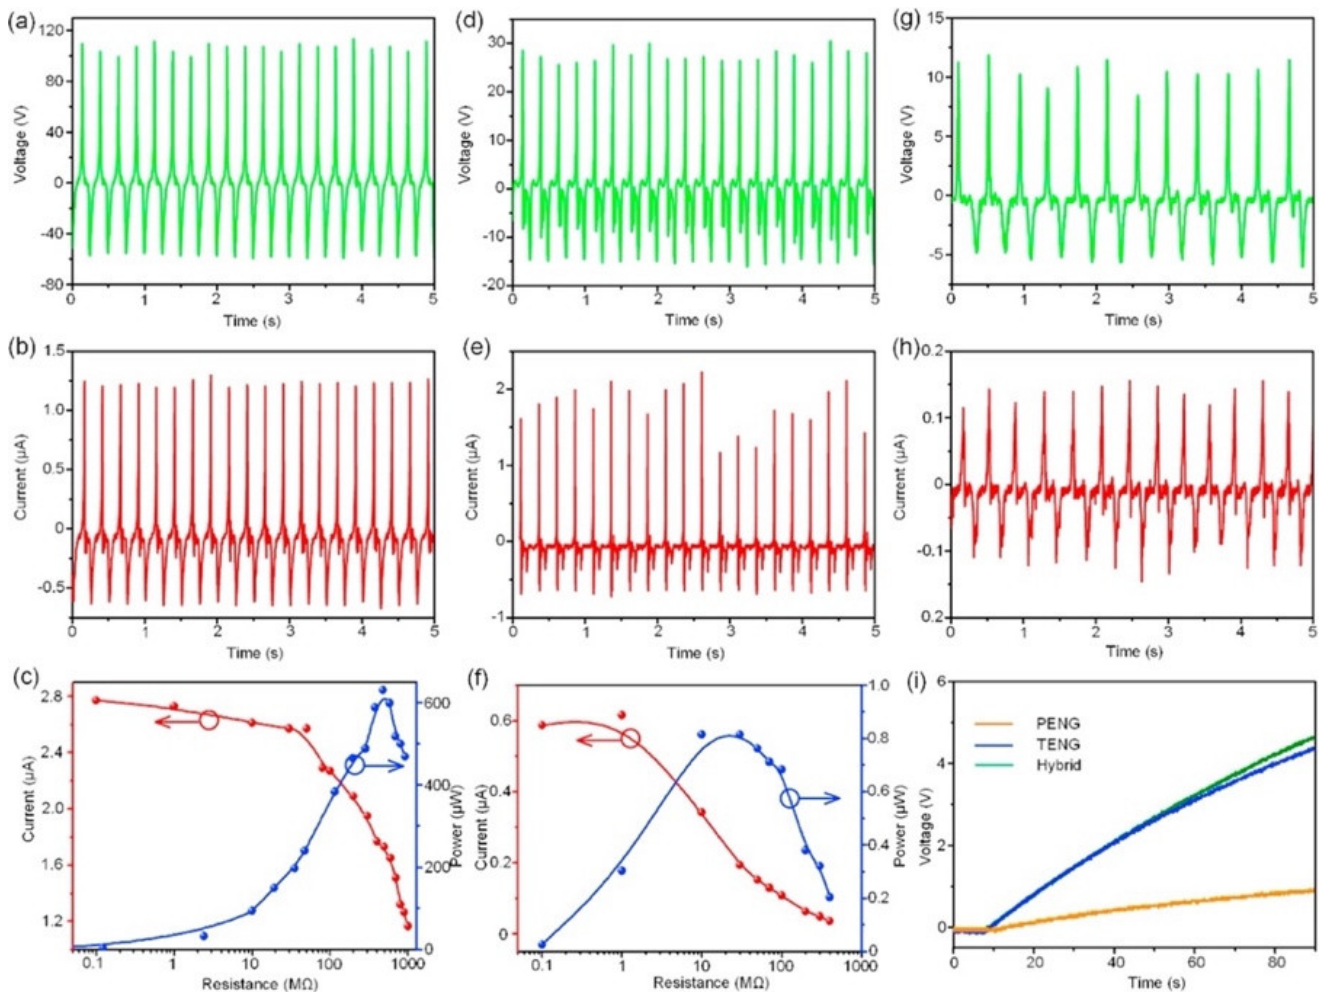 (a)
120
80
40
0
-40
-80
Voltage (V)
0 1 2 3 4 5
Time (s)
(d)
30
20
10
0
-10
-20
Voltage (V)
0 1 2 3 4 5
Time (s)
(g)
15
10
5
0
-5
Voltage (V)
0 1 2 3 4 5
Time (s)
(b)
1.5
1.0
0.5
0
-0.5
Current (μA)
0 1 2 3 4 5
Time (s)
(e)
2
1
0
-1
Current (μA)
0 1 2 3 4 5
Time (s)
(h)
0.2
0.1
0
-0.1
0.2
Current (μA)
0 1 2 3 4 5
Time (s)
(c)
2.8
2.4
2.0
1.6
1.2
Current (μA)
600
400
200
0
Power (μW)
0.1 1 10 100 1000
Resistance (MΩ)
(f)
0.6
0.4
0.2
0
Current (μA)
1.0
0.8
0.6
0.4
0.2
0
Power (μW)
0.1 1 10 100 1000
Resistance (MΩ)
(i)
6
4
2
0
Voltage (V)
PENG
TENG
Hybrid
0 20 40 60 80
Time (s)